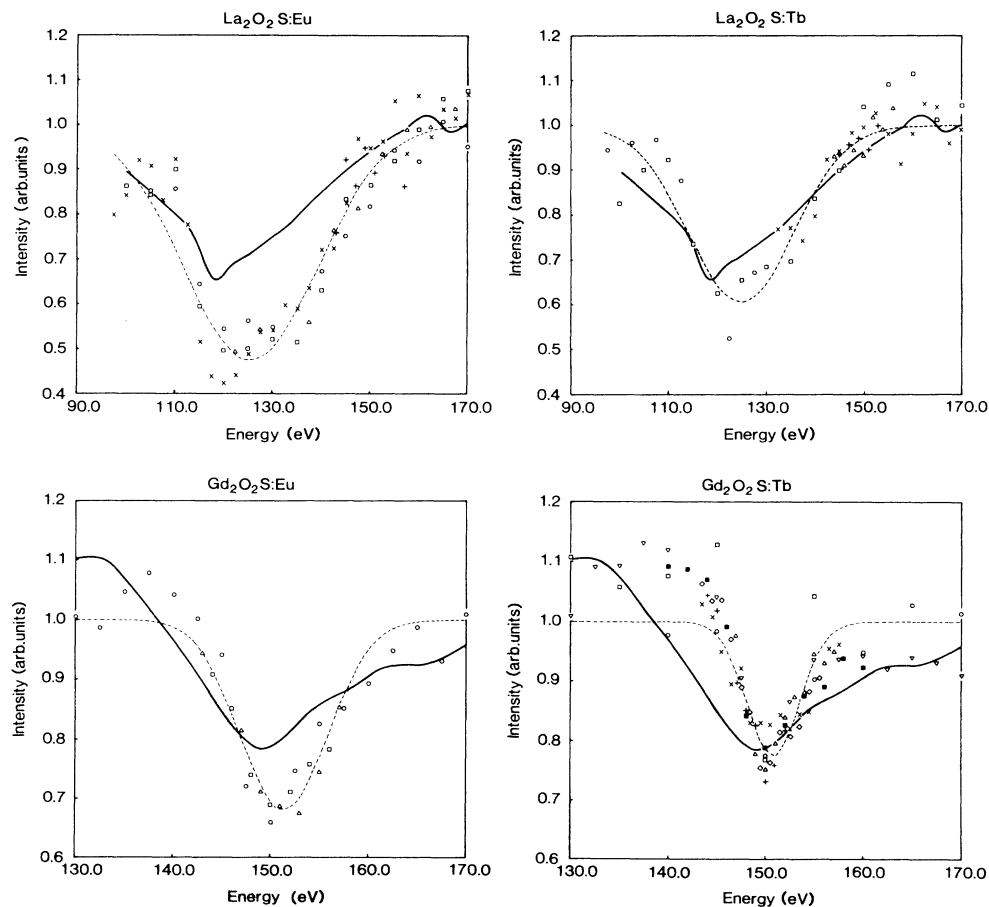 La₂O₂S:Eu
1.2
1.1
1.0
0.9
0.8
0.7
0.6
0.5
0.4
Intensity (arb.units)
90.0 110.0 130.0 150.0 170.0
Energy (eV)
La₂O₂S:Tb
1.2
1.1
1.0
0.9
0.8
0.7
0.6
0.5
0.4
Intensity (arb.units)
90.0 110.0 130.0 150.0 170.0
Energy (eV)
Gd₂O₂S:Eu
1.2
1.1
1.0
0.9
0.8
0.7
0.6
Intensity (arb.units)
130.0 140.0 150.0 160.0 170.0
Energy (eV)
Gd₂O₂S:Tb
1.2
1.1
1.0
0.9
0.8
0.7
0.6
Intensity (arb.units)
130.0 140.0 150.0 160.0 170.0
Energy (eV)